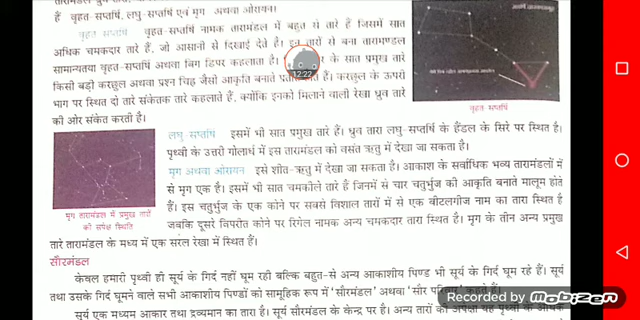 हैं वृहत-सप्तर्षि, लघु-सप्तर्षि एवं मृग अथवा ओरायन।
वृहत सप्तर्षि वृहत-सप्तर्षि नामक तारामंडल में बहुत से तारे हैं जिसमें सात
अधिक चमकदार तारे हैं, जो आसानी से दिखाई देते है। इन तारों से बना तारामण्डल
सामान्यतया वृहत-सप्तर्षि अथवा बिग डिपर कहलाता है। के सात प्रमुख तारे
किसी बड़ी करछुल अथवा प्रश्न चिह्न जैसी आकृति बनाते प्रतीत होते हैं। करछुल के ऊपरी
भाग पर स्थित दो तारे संकेतक तारे कहलाते हैं, क्योंकि इनको मिलाने वाली रेखा ध्रुव तारे
की ओर संकेत करती है।
वृहत सप्तर्षि
12:22
लघु-सप्तर्षि इसमें भी सात प्रमुख तारे हैं। ध्रुव तारा लघु-सप्तर्षि के हैंडल के सिरे पर स्थित है।
पृथ्वी के उत्तरी गोलार्ध में इस तारामंडल को वसंत ऋतु में देखा जा सकता है।
मृग अथवा ओरायन इसे शीत-ऋतु में देखा जा सकता है। आकाश के सर्वाधिक भव्य तारामंडलों में
से मृग एक है। इसमें भी सात चमकीले तारे हैं जिनमें से चार चतुर्भुज की आकृति बनाते मालूम होते
हैं। इस चतुर्भुज के एक कोने पर सबसे विशाल तारों में से एक बीटलगीज नाम का तारा स्थित है
जबकि दूसरे विपरीत कोने पर रिगेल नामक अन्य चमकदार तारा स्थित है। मृग के तीन अन्य प्रमुख
तारे तारामंडल के मध्य में एक सरल रेखा में स्थित हैं।
मृग तारामंडल में प्रमुख तारों
की सापेक्ष स्थिति
सौरमंडल
केवल हमारी पृथ्वी ही सूर्य के गिर्द नहीं घूम रही बल्कि बहुत-से अन्य आकाशीय पिण्ड भी सूर्य के गिर्द घूम रहे हैं। सूर्य
तथा उसके गिर्द घूमने वाले सभी आकाशीय पिण्डों को सामूहिक रूप में 'सौरमंडल' अथवा 'सौर परिवार' कहते हैं।
सूर्य एक मध्यम आकार तथा द्रव्यमान का तारा है। सूर्य सौरमंडल के केन्द्र पर है। अन्य तारों की अपेक्षा यह पृथ्वी के
Recorded by Mobizen